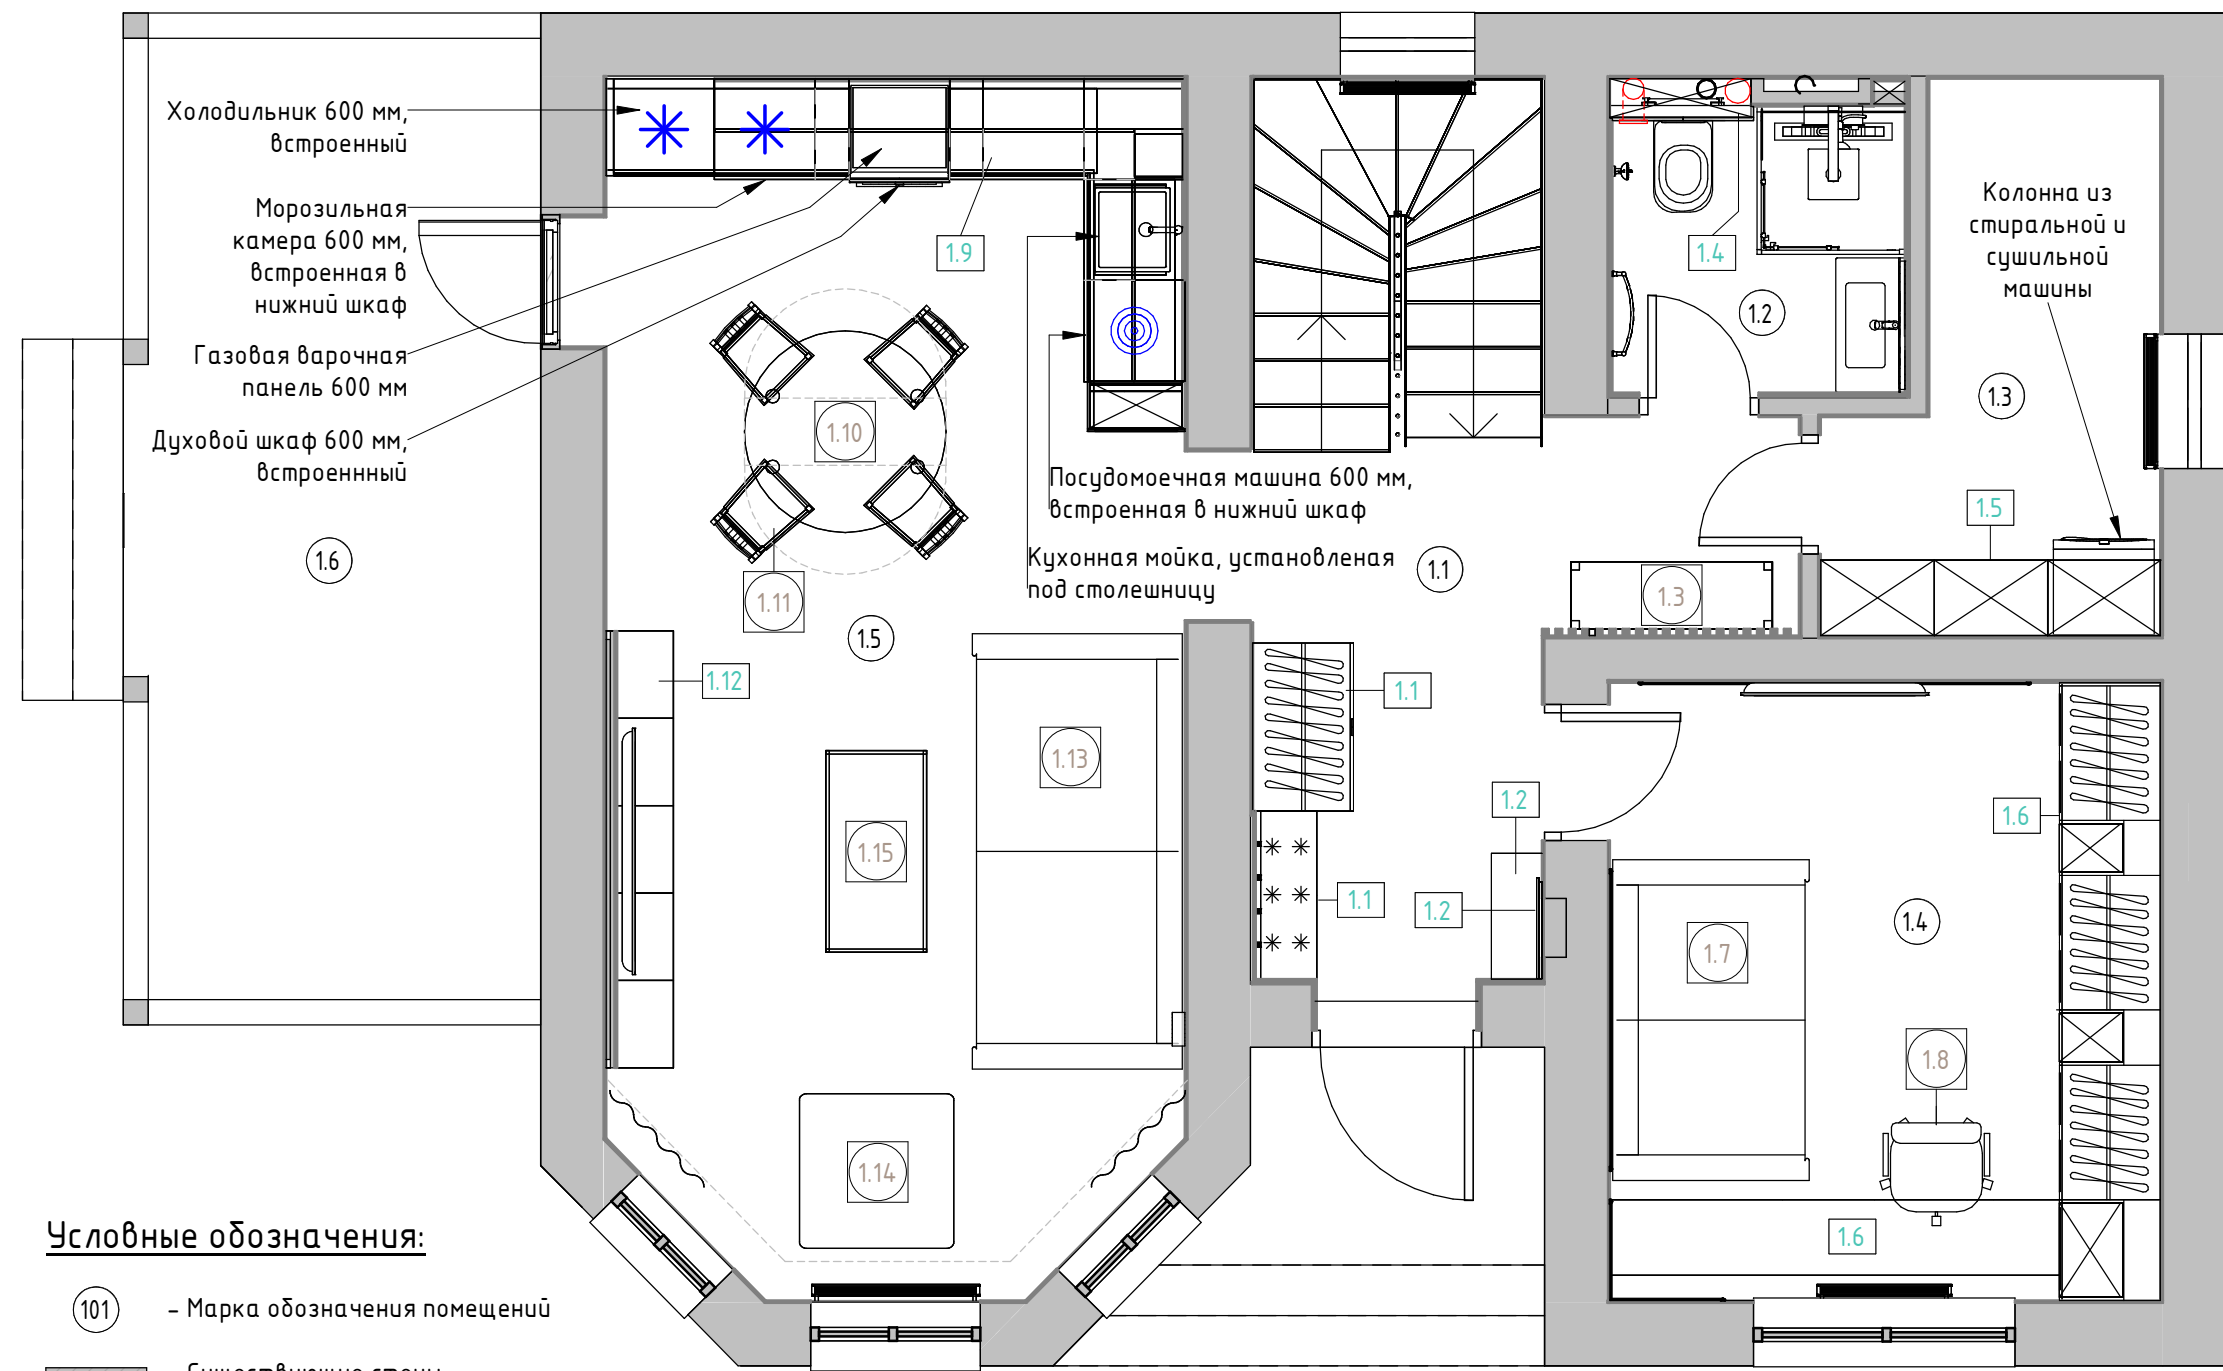 Холодильник 600 мм,
встроенный
Морозильная
камера 600 мм,
встроенная в
нижний шкаф
Газовая варочная
панель 600 мм
Духовой шкаф 600 мм,
встроеннный
1.9
1.4
1.2
Колонна из
стиральной и
сушильной
машины
1.3
1.10
Посудомоечная машина 600 мм,
встроенная в нижний шкаф
1.5
1.6
Кухонная мойка, установленая
под столешницу
1.1
1.3
1.11
1.5
1.12
1.1
1.13
1.2
1.6
1.15
1.1
1.2
1.4
1.7
1.8
1.14
1.6
Условные обозначения:
101
- Марка обозначения помещений
- Существующие стены